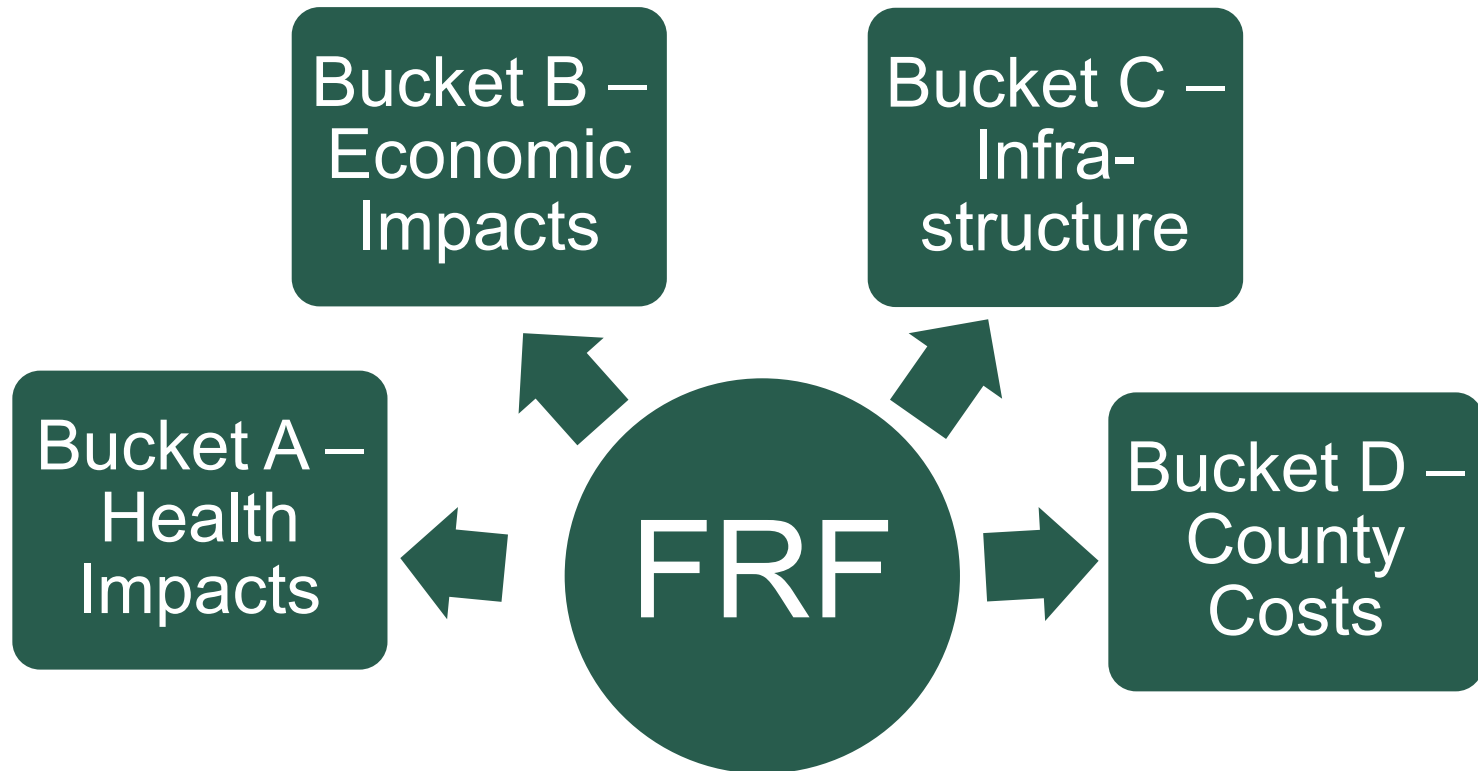 Bucket B –
Economic
Impacts
Bucket C –
Infra-
structure
Bucket A –
Health
Impacts
FRF
Bucket D –
County
Costs